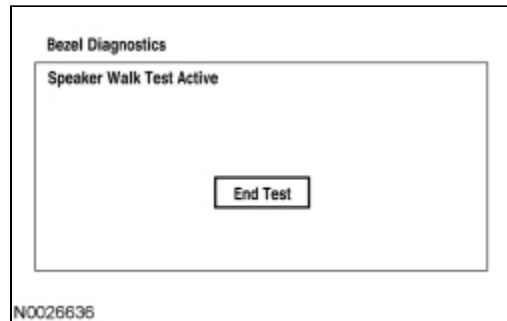 Bezel Diagnostics
Speaker Walk Test Active
End Test
N0026636